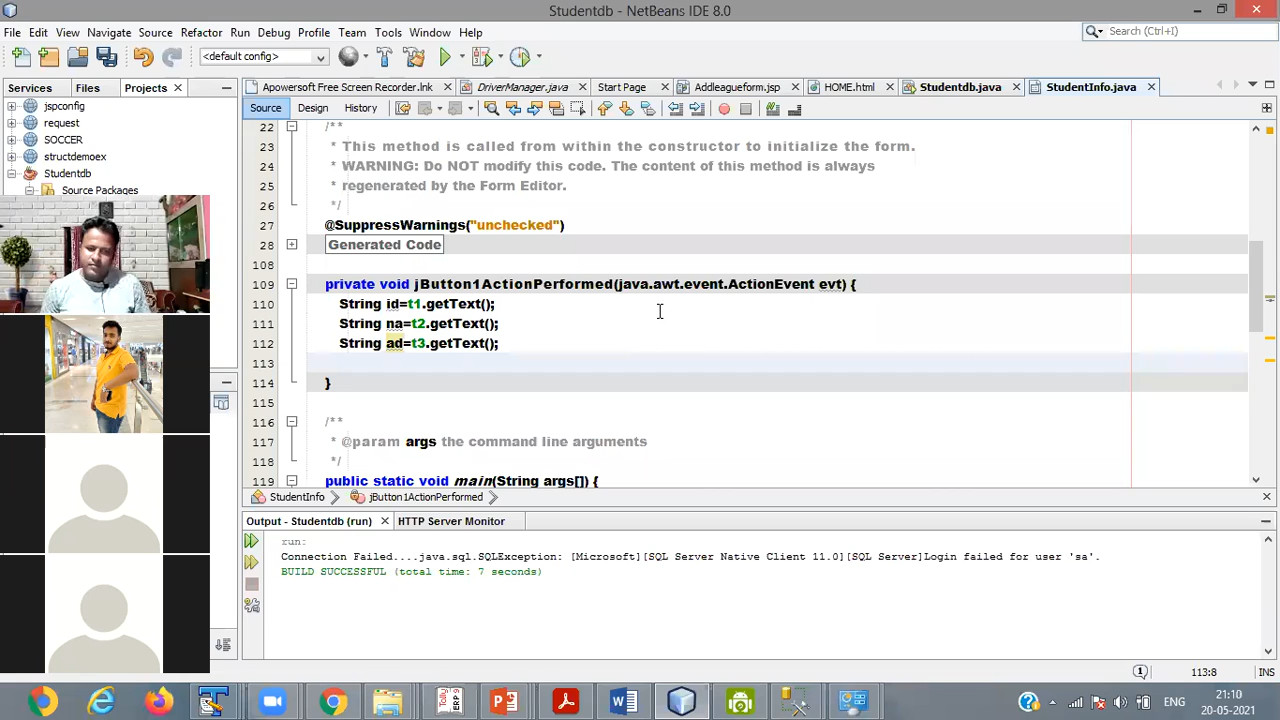 Studentdb - NetBeans IDE 8.0
File Edit View Navigate Source Refactor Run Debug Profile Team Tools Window Help
Search (Ctrl+I)
<default config>
Services Files Projects
Apowersoft Free Screen Recorder.lnk DriverManager.java Start Page Addleagueform.jsp HOME.html Studentdb.java StudentInfo.java
Source Design History
jspconfig
request
SOCCER
structdemoex
Studentdb
Source Packages
22 /**
23 * This method is called from within the constructor to initialize the form.
24 * WARNING: Do NOT modify this code. The content of this method is always
25 * regenerated by the Form Editor.
26 */
27 @SuppressWarnings("unchecked")
28 Generated Code
108
109 private void jButton1ActionPerformed(java.awt.event.ActionEvent evt) {
110 String id=t1.getText();
111 String na=t2.getText();
112 String ad=t3.getText();
113
114 }
115
116 /**
117 * @param args the command line arguments
118 */
119 public static void main(String args[]) {
StudentInfo jButton1ActionPerformed
Output - Studentdb (run) HTTP Server Monitor
run:
Connection Failed....java.sql.SQLException: [Microsoft][SQL Server Native Client 11.0][SQL Server]Login failed for user 'sa'.
BUILD SUCCESSFUL (total time: 7 seconds)
1 113:8 INS
Tally ERP9 ENG 21:10
20-05-2021